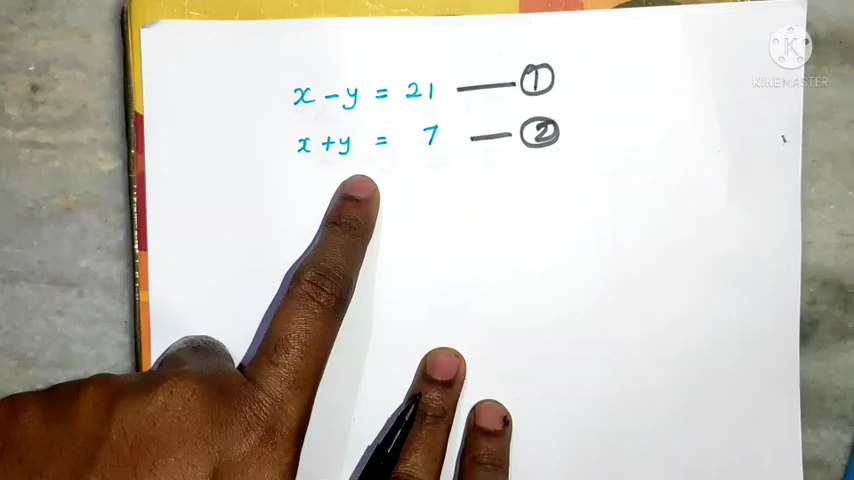 x - y = 21 — ①
x + y = 7 — ②
K
KINEMASTER